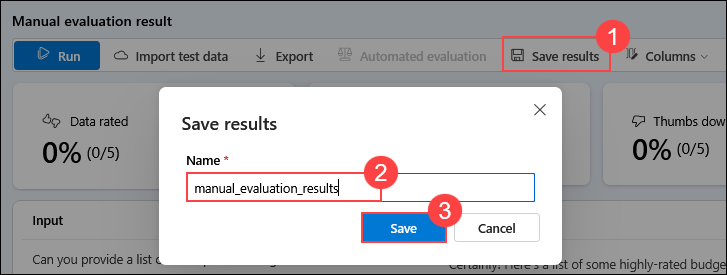 Manual evaluation result
Run Import test data Export Automated evaluation Save results Columns
1
Data rated
0% (0/5)
Thumbs dow
0% (0/5)
Save results
Name *
manual_evaluation_results
2
3
Save Cancel
Input
Can you provide a list
Certainly! Here's a list of some highly-rated budge